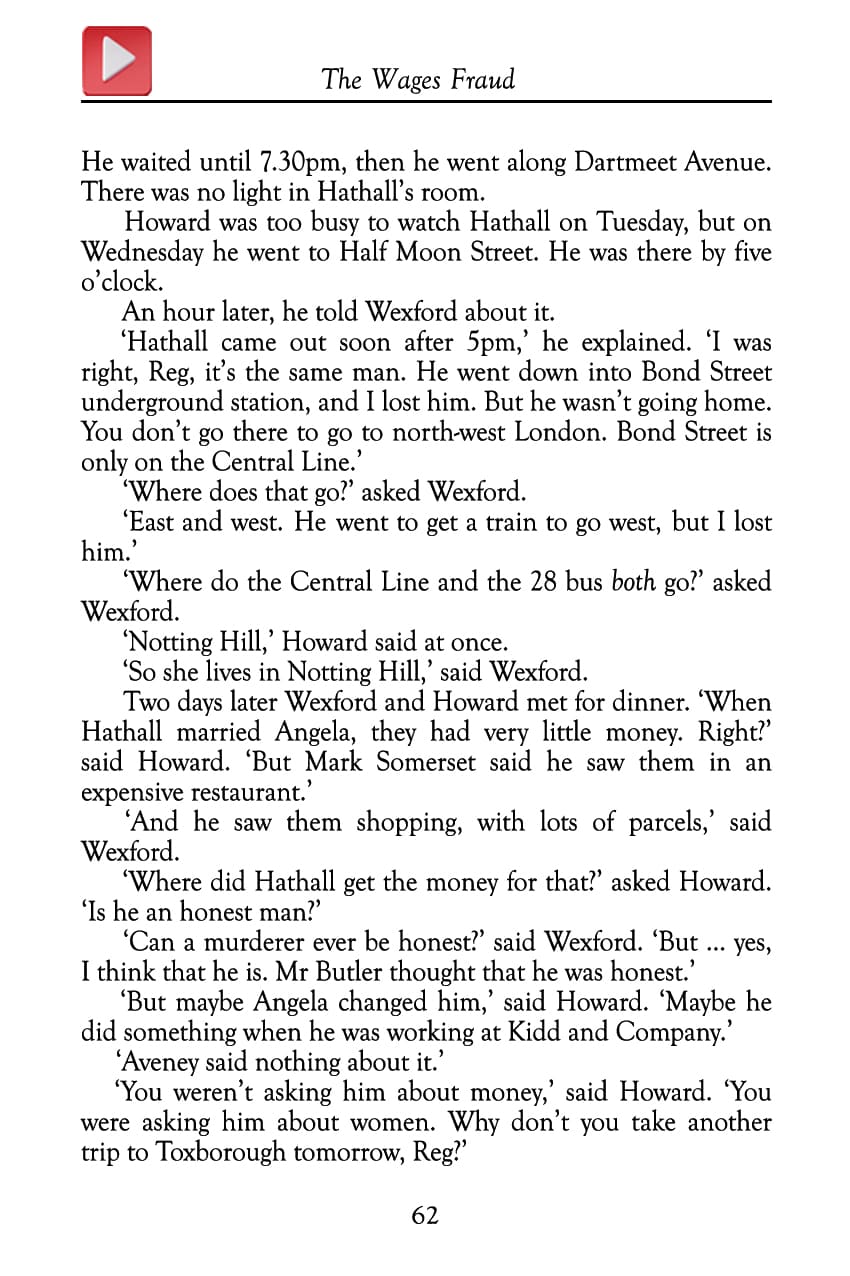 The Wages Fraud
He waited until 7.30pm, then he went along Dartmeet Avenue.
There was no light in Hathall’s room.
Howard was too busy to watch Hathall on Tuesday, but on
Wednesday he went to Half Moon Street. He was there by five
o’clock.
An hour later, he told Wexford about it.
‘Hathall came out soon after 5pm,’ he explained. ‘I was
right, Reg, it’s the same man. He went down into Bond Street
underground station, and I lost him. But he wasn’t going home.
You don’t go there to go to north-west London. Bond Street is
only on the Central Line.’
‘Where does that go?’ asked Wexford.
‘East and west. He went to get a train to go west, but I lost
him.’
‘Where do the Central Line and the 28 bus both go?’ asked
Wexford.
‘Notting Hill,’ Howard said at once.
‘So she lives in Notting Hill,’ said Wexford.
Two days later Wexford and Howard met for dinner. ‘When
Hathall married Angela, they had very little money. Right?’
said Howard. ‘But Mark Somerset said he saw them in an
expensive restaurant.’
‘And he saw them shopping, with lots of parcels,’ said
Wexford.
‘Where did Hathall get the money for that?’ asked Howard.
‘Is he an honest man?’
‘Can a murderer ever be honest?’ said Wexford. ‘But ... yes,
I think that he is. Mr Butler thought that he was honest.’
‘But maybe Angela changed him,’ said Howard. ‘Maybe he
did something when he was working at Kidd and Company.’
‘Aveney said nothing about it.’
‘You weren’t asking him about money,’ said Howard. ‘You
were asking him about women. Why don’t you take another
trip to Toxborough tomorrow, Reg?’
62